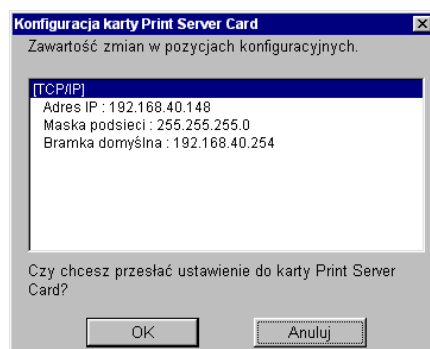 Konfiguracja karty Print Server Card
Zawartość zmian w pozycjach konfiguracyjnych.
[TCP/IP]
Adres IP : 192.168.40.148
Maska podsieci : 255.255.255.0
Bramka domyślna : 192.168.40.254
Czy chcesz przesłać ustawienie do karty Print Server
Card?
OK
Anuluj